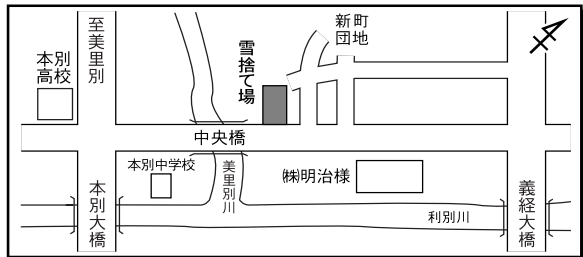 至美里別
本別
高校
雪捨て場
新町
団地
中央橋
本別中学校
美里別川
㈱明治様
本別大橋
利別川
義経大橋